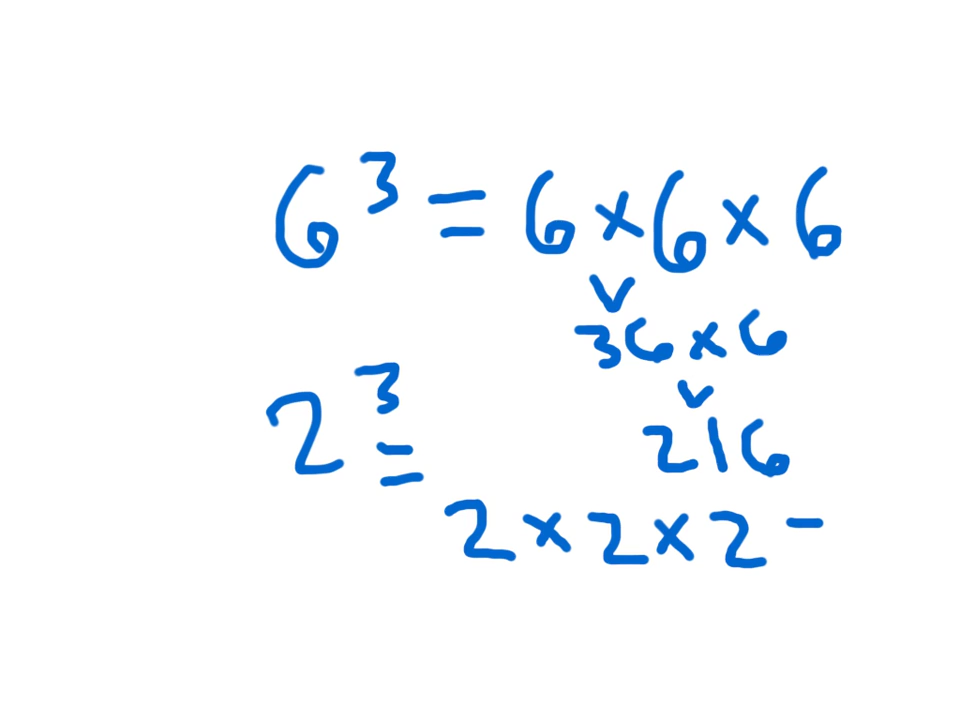 6³ = 6 × 6 × 6
36 × 6
216
2³ =
2 × 2 × 2 -